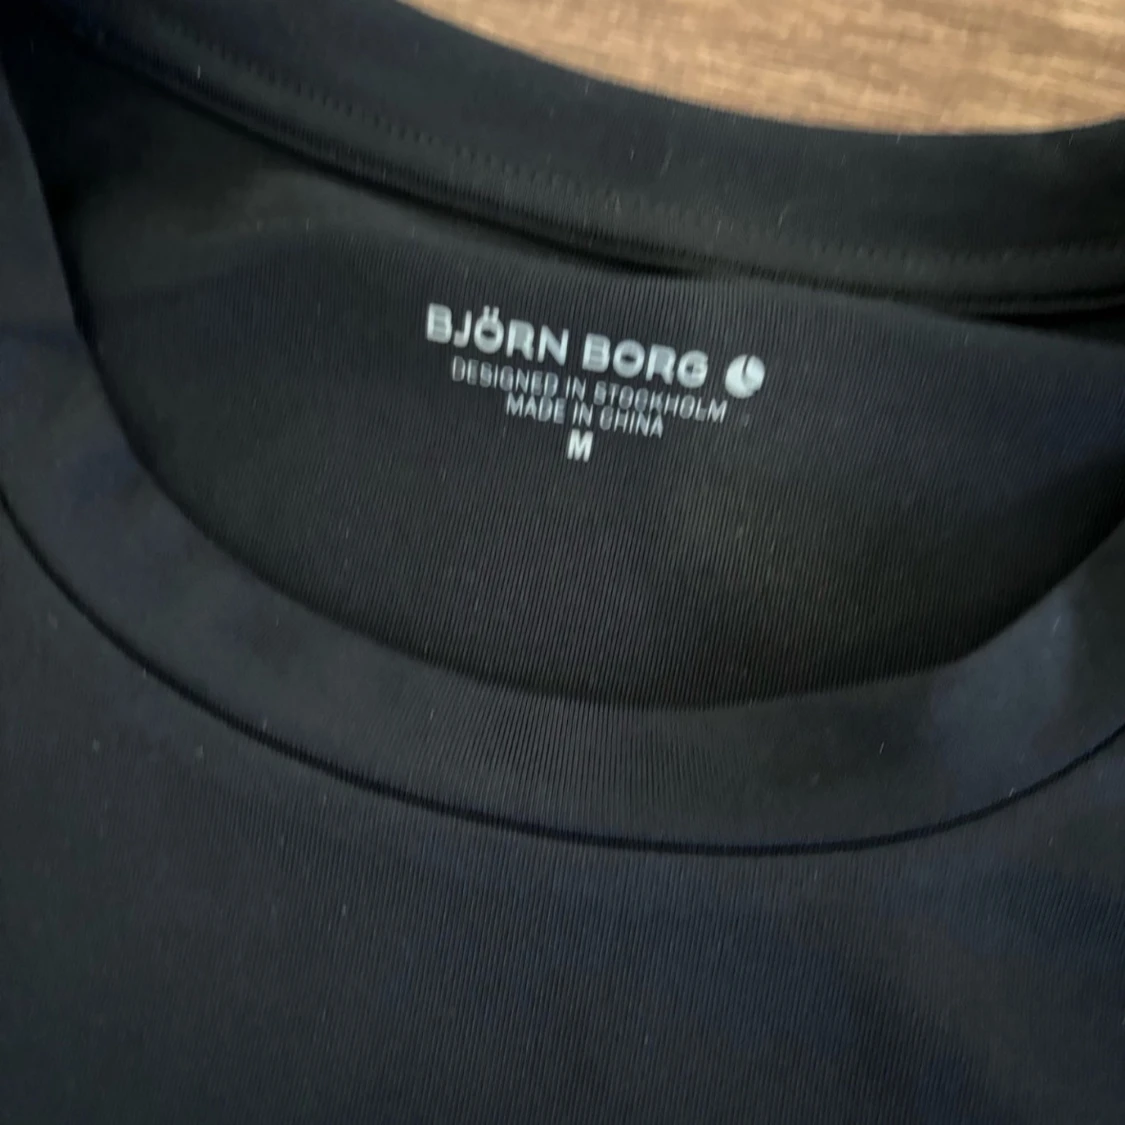 BJÖRN BORG
DESIGNED IN STOCKHOLM
MADE IN CHINA
M